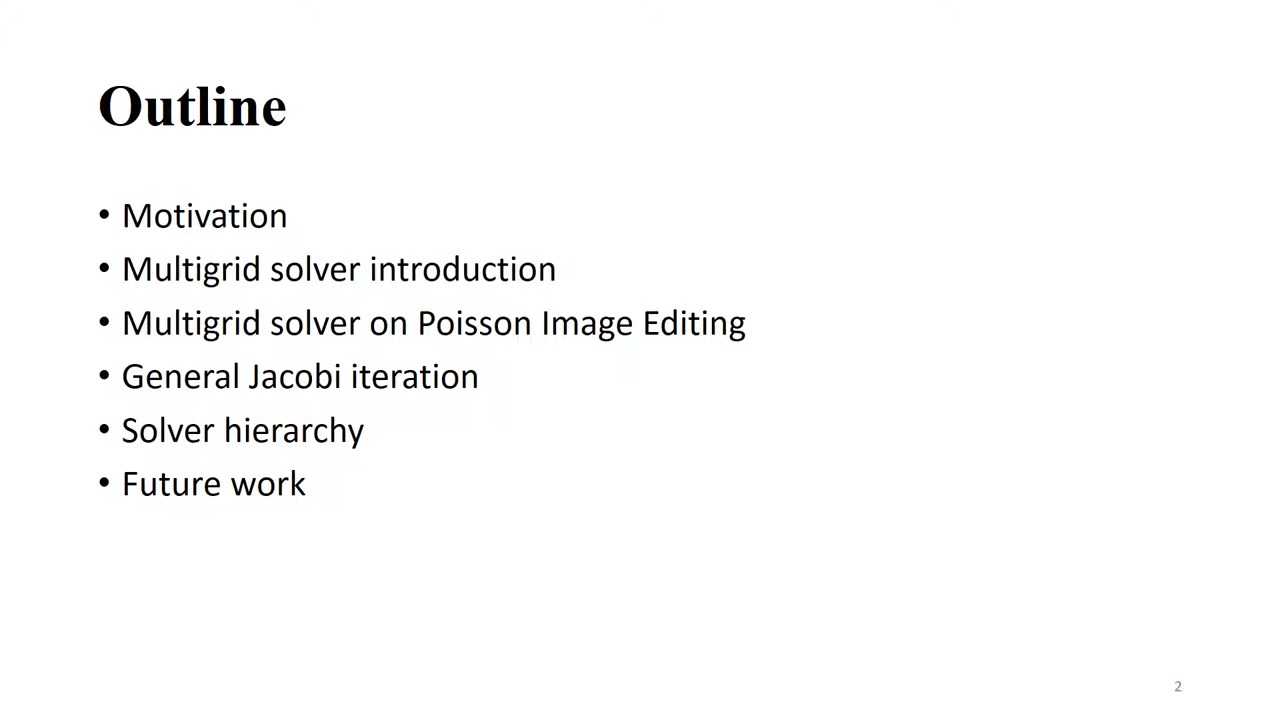 Outline
• Motivation
• Multigrid solver introduction
• Multigrid solver on Poisson Image Editing
• General Jacobi iteration
• Solver hierarchy
• Future work
2